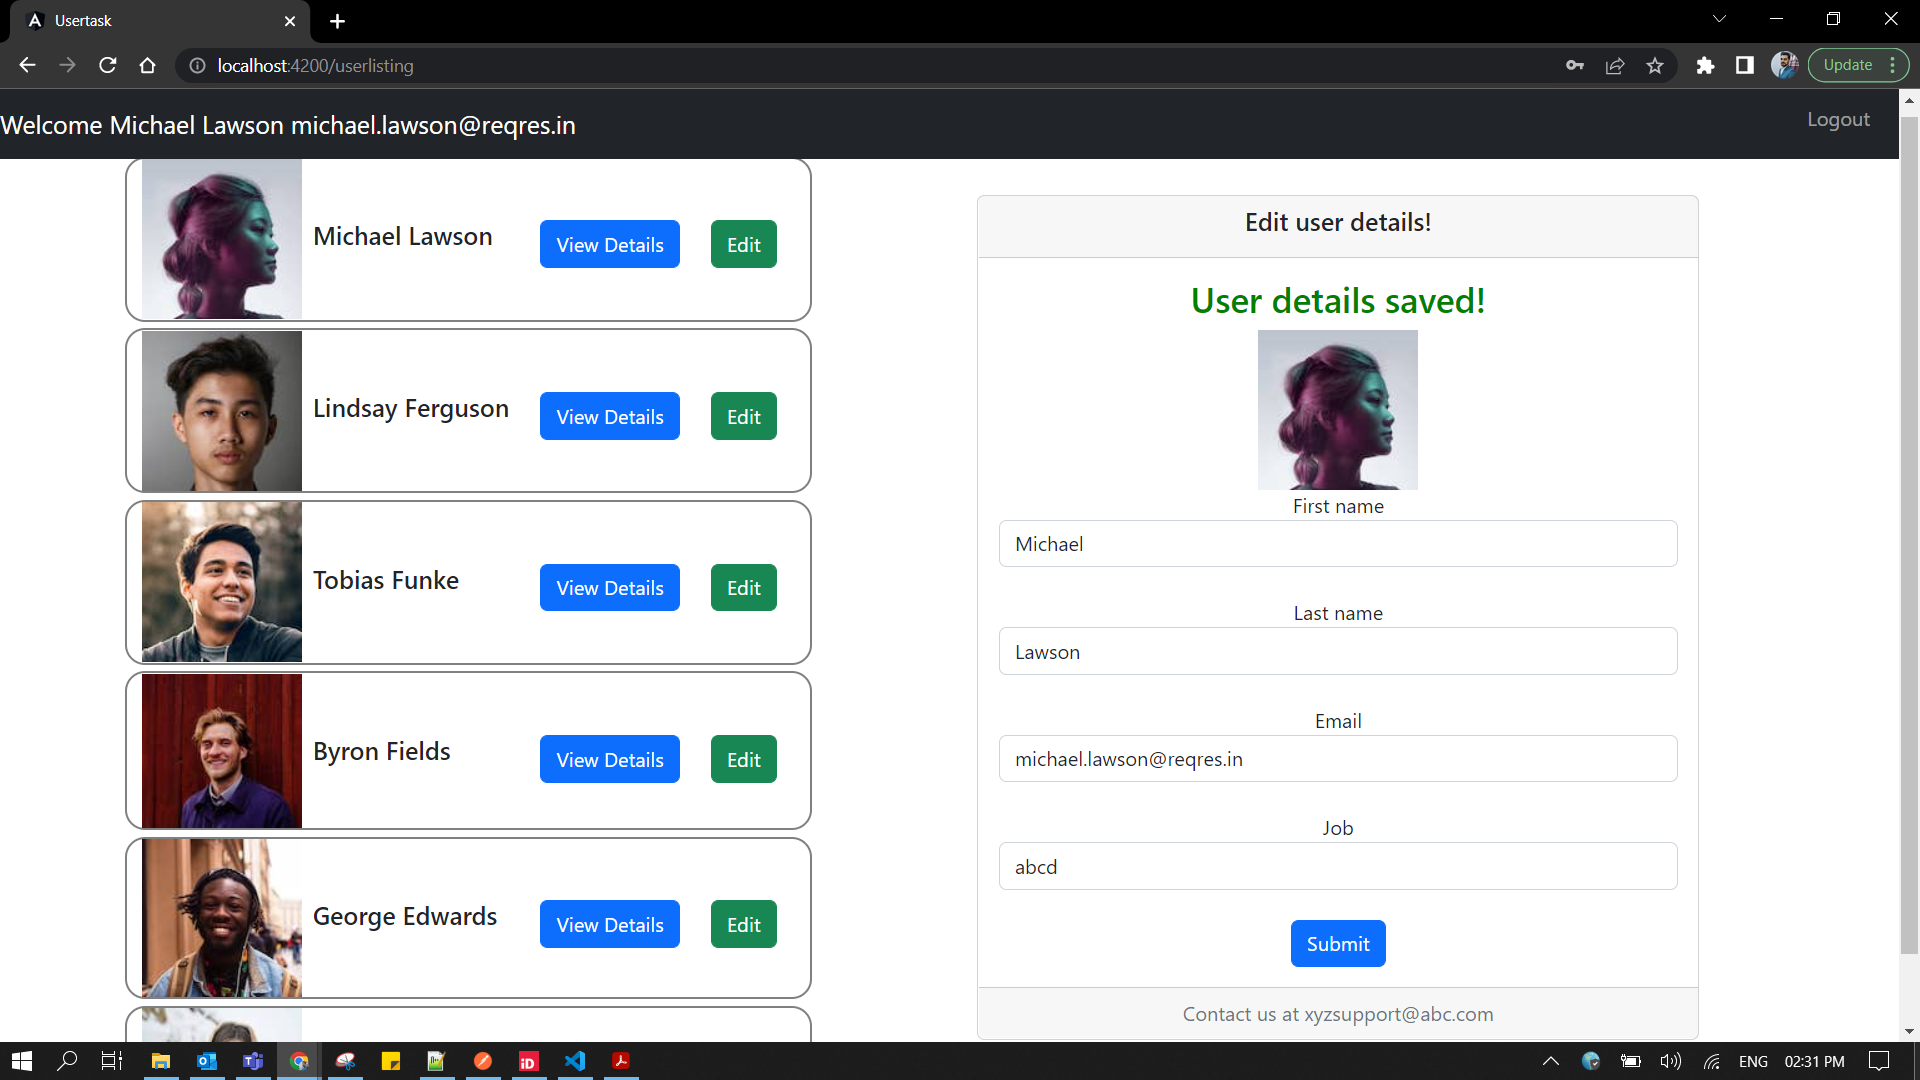 Usertask
localhost:4200/userlisting
Update
Welcome Michael Lawson michael.lawson@reqres.in
Logout
Michael Lawson
View Details
Edit
Lindsay Ferguson
View Details
Edit
Tobias Funke
View Details
Edit
Byron Fields
View Details
Edit
George Edwards
View Details
Edit
Edit user details!
User details saved!
First name
Michael
Last name
Lawson
Email
michael.lawson@reqres.in
Job
abcd
Submit
Contact us at xyzsupport@abc.com
ENG
02:31 PM